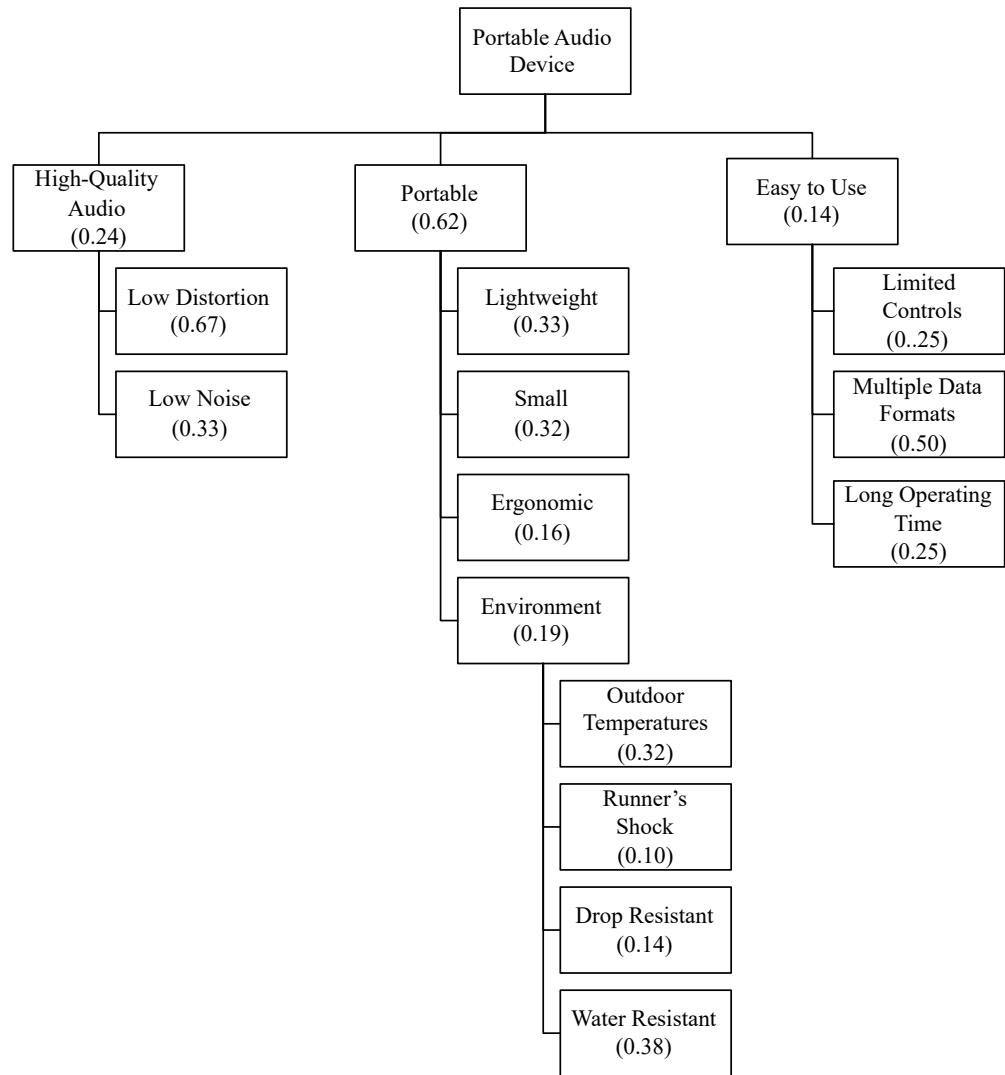 Portable Audio
Device
High-Quality
Audio
(0.24)
Low Distortion
(0.67)
Low Noise
(0.33)
Portable
(0.62)
Lightweight
(0.33)
Small
(0.32)
Ergonomic
(0.16)
Environment
(0.19)
Outdoor
Temperatures
(0.32)
Runner’s
Shock
(0.10)
Drop Resistant
(0.14)
Water Resistant
(0.38)
Easy to Use
(0.14)
Limited
Controls
(0..25)
Multiple Data
Formats
(0.50)
Long Operating
Time
(0.25)